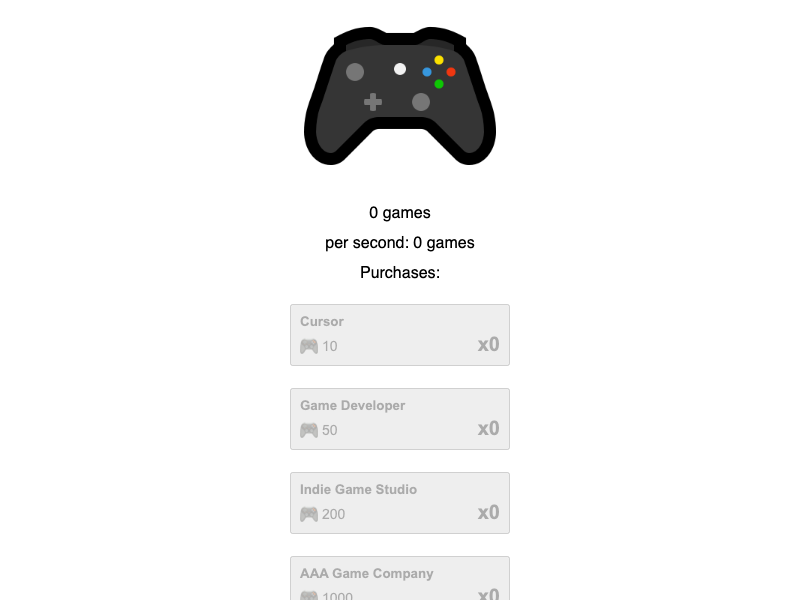 0 games
per second: 0 games
Purchases:
Cursor
10 x0
Game Developer
50 x0
Indie Game Studio
200 x0
AAA Game Company
1000 x0